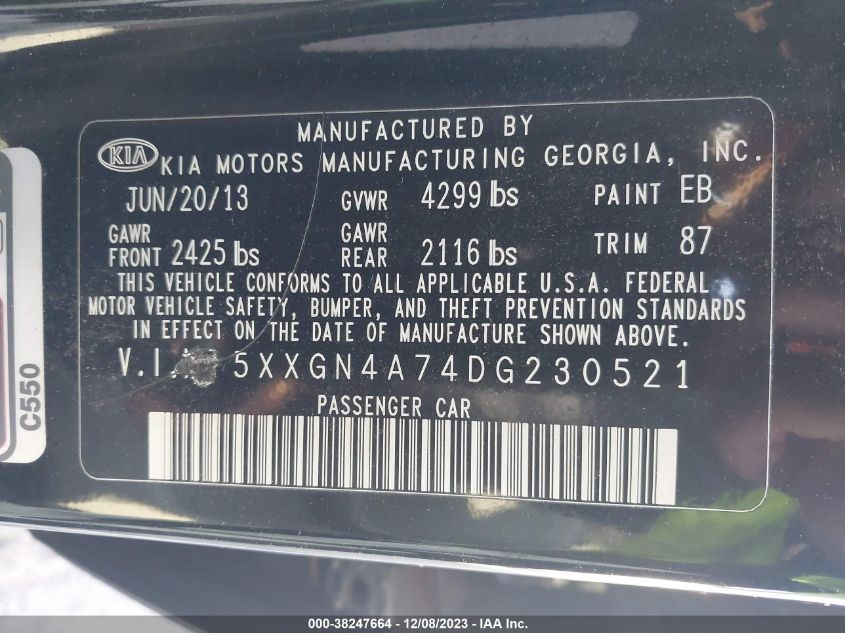 MANUFACTURED BY
KIA KIA MOTORS MANUFACTURING GEORGIA, INC.
JUN/20/13 GVWR 4299 lbs PAINT EB
GAWR FRONT 2425 lbs GAWR REAR 2116 lbs TRIM 87
THIS VEHICLE CONFORMS TO ALL APPLICABLE U.S.A. FEDERAL
MOTOR VEHICLE SAFETY, BUMPER, AND THEFT PREVENTION STANDARDS
IN EFFECT ON THE DATE OF MANUFACTURE SHOWN ABOVE.
V.I. 5XXGN4A74DG230521
PASSENGER CAR
C550
000-38247664 - 12/08/2023 - IAA Inc.